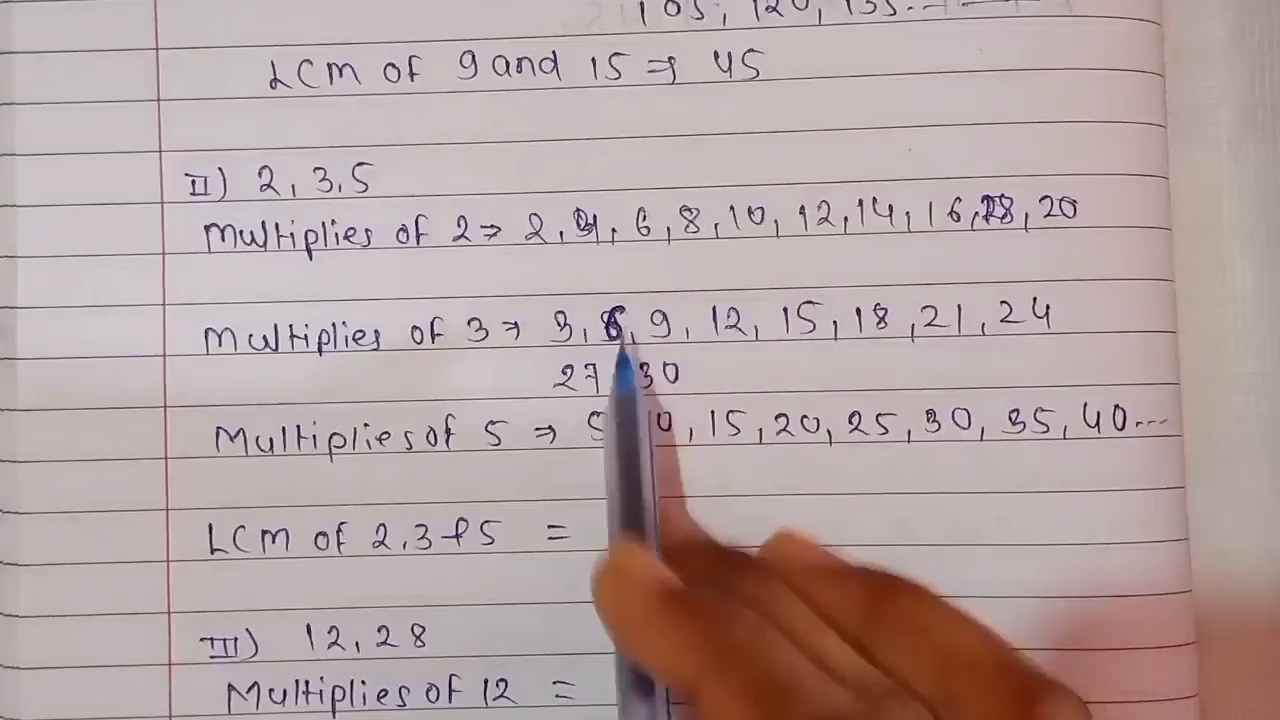 105, 120, 135....
LCM of 9 and 15 ⇒ 45
II) 2, 3, 5
Multiplies of 2 ⇒ 2, 4, 6, 8, 10, 12, 14, 16, 18, 20
Multiplies of 3 ⇒ 3, 6, 9, 12, 15, 18, 21, 24
27 30
Multiplies of 5 ⇒ 5 10, 15, 20, 25, 30, 35, 40...
LCM of 2, 3 & 5 =
III) 12, 28
Multiplies of 12 =